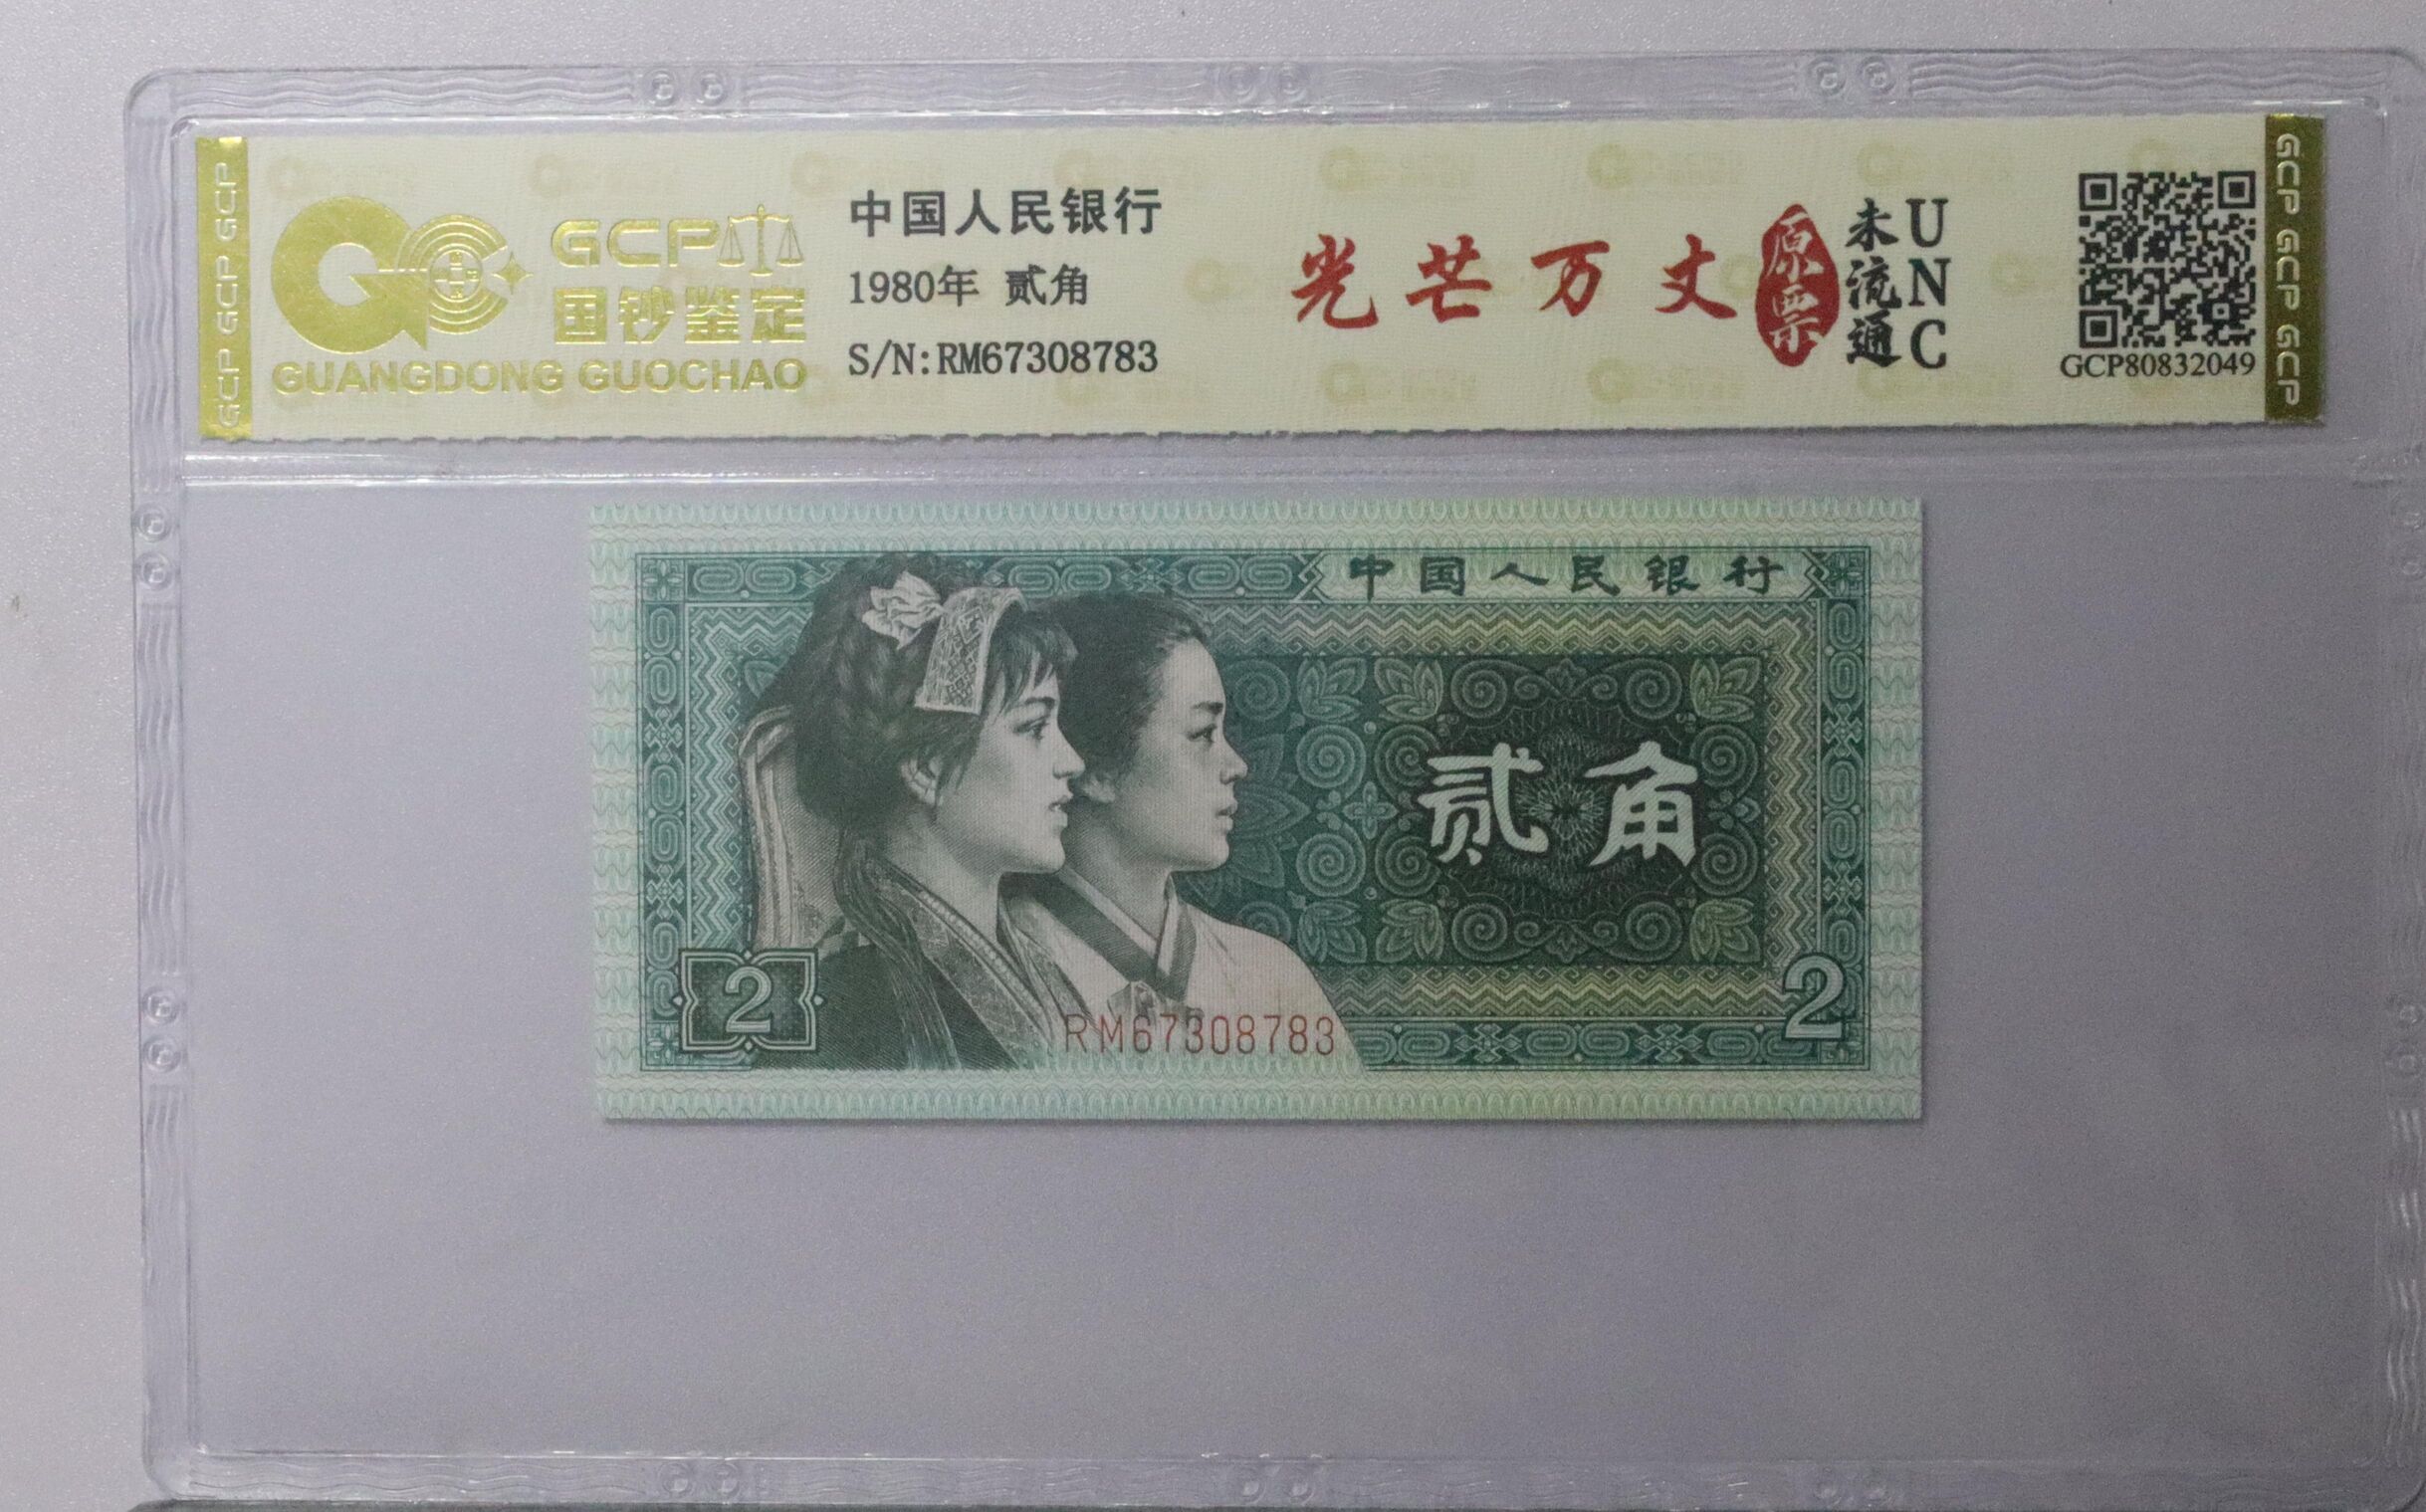 GCP GCP GCP
GCP
国钞鉴定
GUANGDONG GUOCHAO
中国人民银行
1980年 贰角
S/N:RM67308783
光芒万丈
原票
未流通
UNC
GCP80832049
GCP GCP GCP
中国人民银行
贰角
2
RM67308783
2